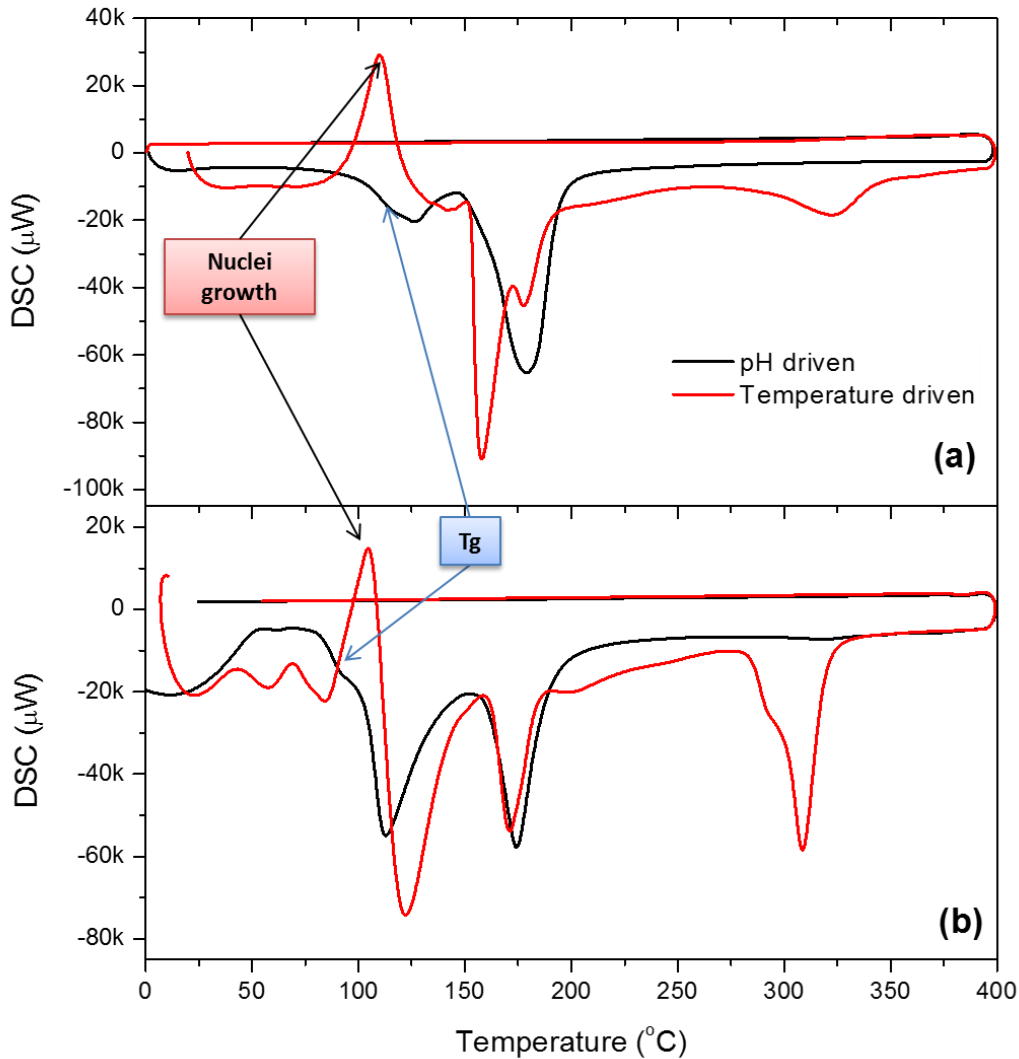 40k
20k
0
-20k
-40k
-60k
-80k
-100k
DSC (μW)
Nuclei
growth
pH driven
Temperature driven
(a)
Tg
20k
0
-20k
-40k
-60k
-80k
DSC (μW)
(b)
0 50 100 150 200 250 300 350 400
Temperature (°C)